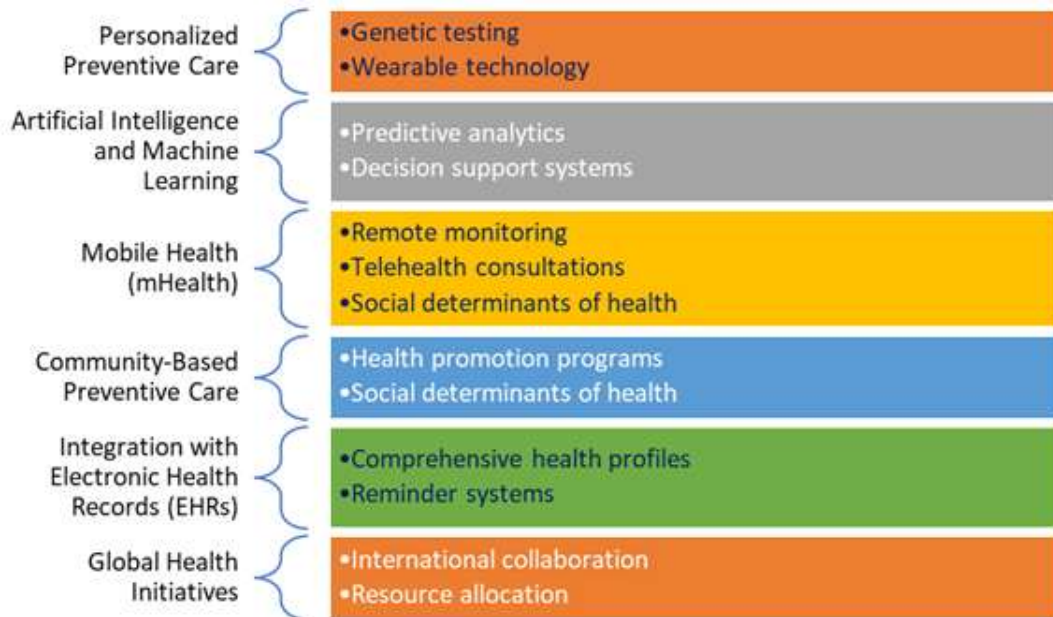 Personalized
Preventive Care
•Genetic testing
•Wearable technology
Artificial Intelligence
and Machine
Learning
•Predictive analytics
•Decision support systems
Mobile Health
(mHealth)
•Remote monitoring
•Telehealth consultations
•Social determinants of health
Community-Based
Preventive Care
•Health promotion programs
•Social determinants of health
Integration with
Electronic Health
Records (EHRs)
•Comprehensive health profiles
•Reminder systems
Global Health
Initiatives
•International collaboration
•Resource allocation